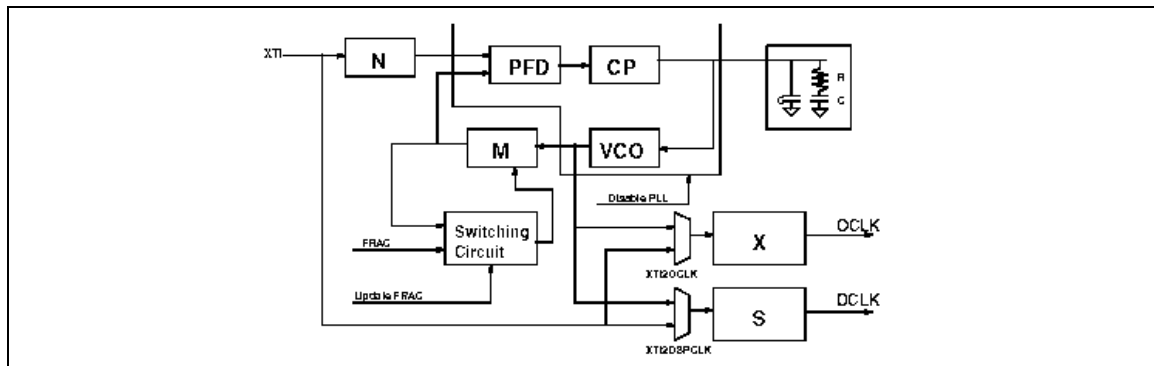 XTI
N
PFD
CP
R
C
C
M
VCO
Disable PLL
Switching
Circuit
FRAC
Update FRAC
XTI2OCLK
X
OCLK
XTI2DSPCLK
S
DCLK